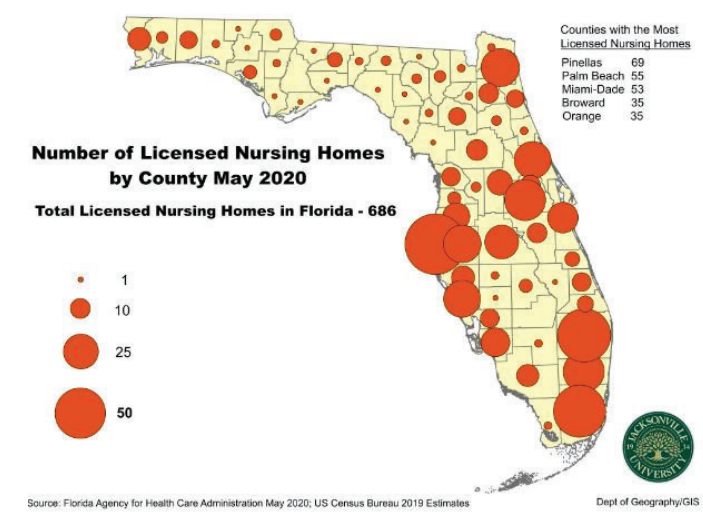 Counties with the Most
Licensed Nursing Homes
Pinellas 69
Palm Beach 55
Miami-Dade 53
Broward 35
Orange 35
Number of Licensed Nursing Homes
by County May 2020
Total Licensed Nursing Homes in Florida - 686
1
10
25
50
JACKSONVILLE
19 34
UNIVERSITY
Source: Florida Agency for Health Care Administration May 2020; US Census Bureau 2019 Estimates
Dept of Geography/GIS